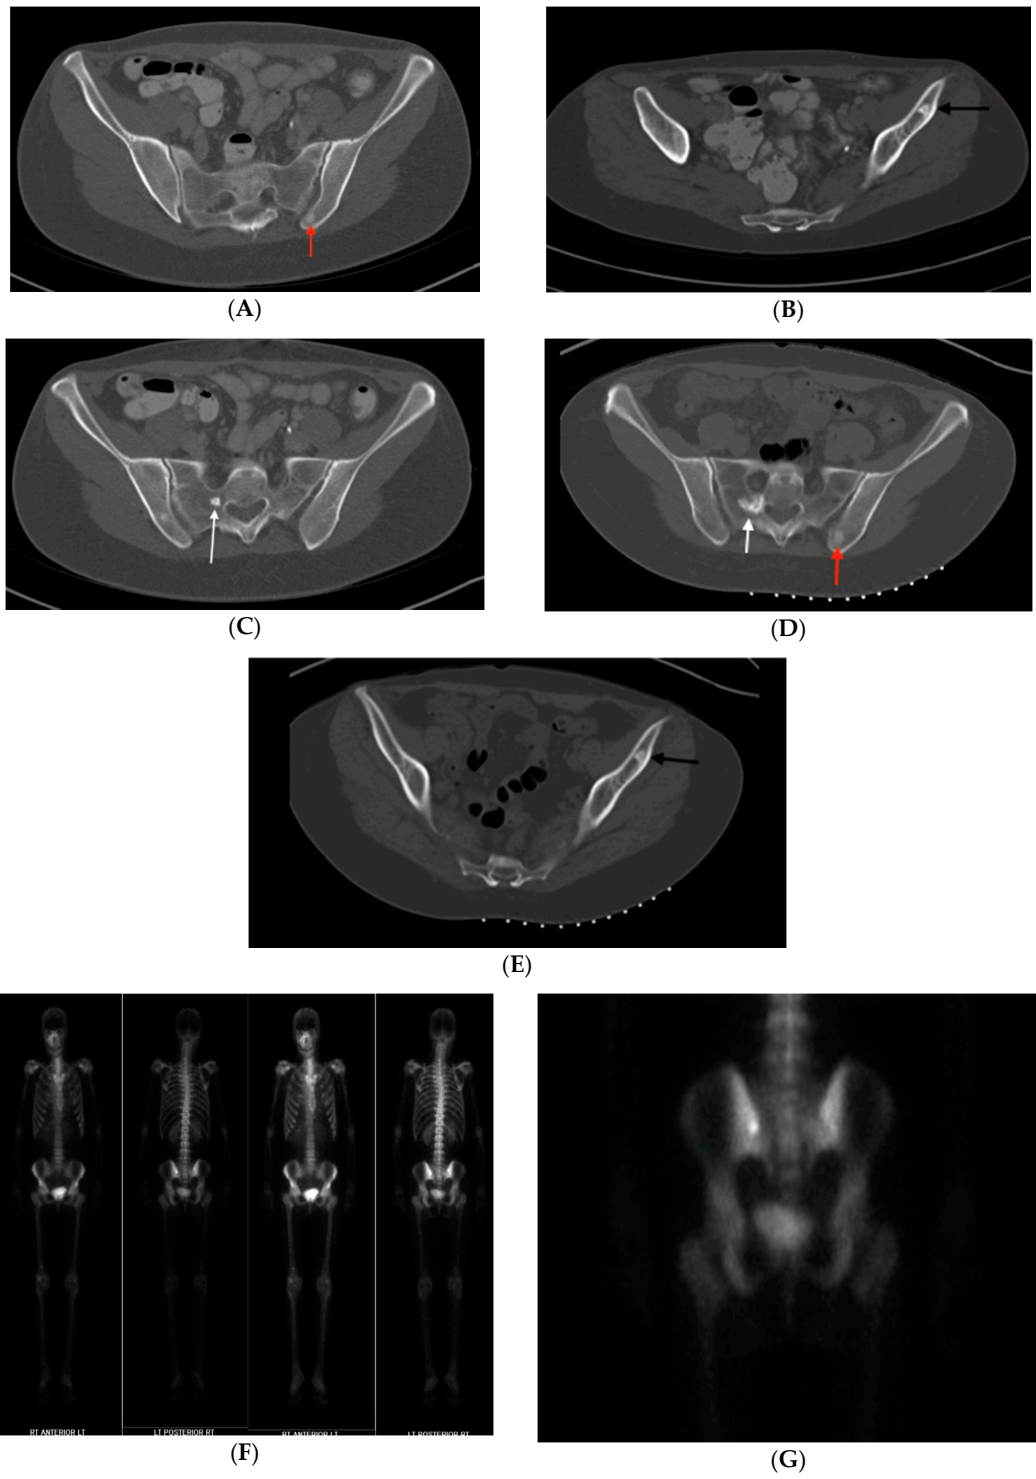 (A)
(B)
(C)
(D)
(E)
RT ANTERIOR LT
LT POSTERIOR RT
RT ANTERIOR LT
LT POSTERIOR RT
(F)
(G)